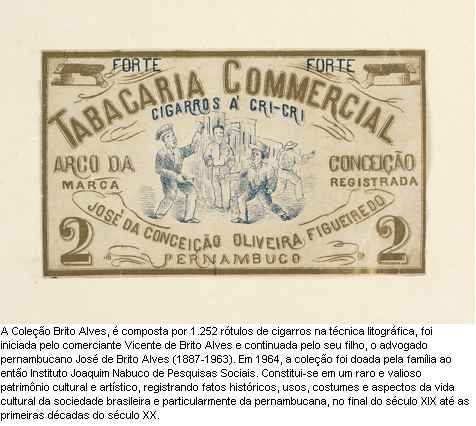 FORTE FORTE
TABACARIA COMMERCIAL
CIGARROS A' CRI-CRI
ARCO DA CONCEIÇÃO
MARCA REGISTRADA
JOSÉ DA CONCEIÇÃO OLIVEIRA FIGUEIREDO
2 2
PERNAMBUCO
A Coleção Brito Alves, é composta por 1.252 rótulos de cigarros na técnica litográfica, foi
iniciada pelo comerciante Vicente de Brito Alves e continuada pelo seu filho, o advogado
pernambucano José de Brito Alves (1887-1963). Em 1964, a coleção foi doada pela família ao
então Instituto Joaquim Nabuco de Pesquisas Sociais. Constitui-se em um raro e valioso
patrimônio cultural e artístico, registrando fatos históricos, usos, costumes e aspectos da vida
cultural da sociedade brasileira e particularmente da pernambucana, no final do século XIX até as
primeiras décadas do século XX.